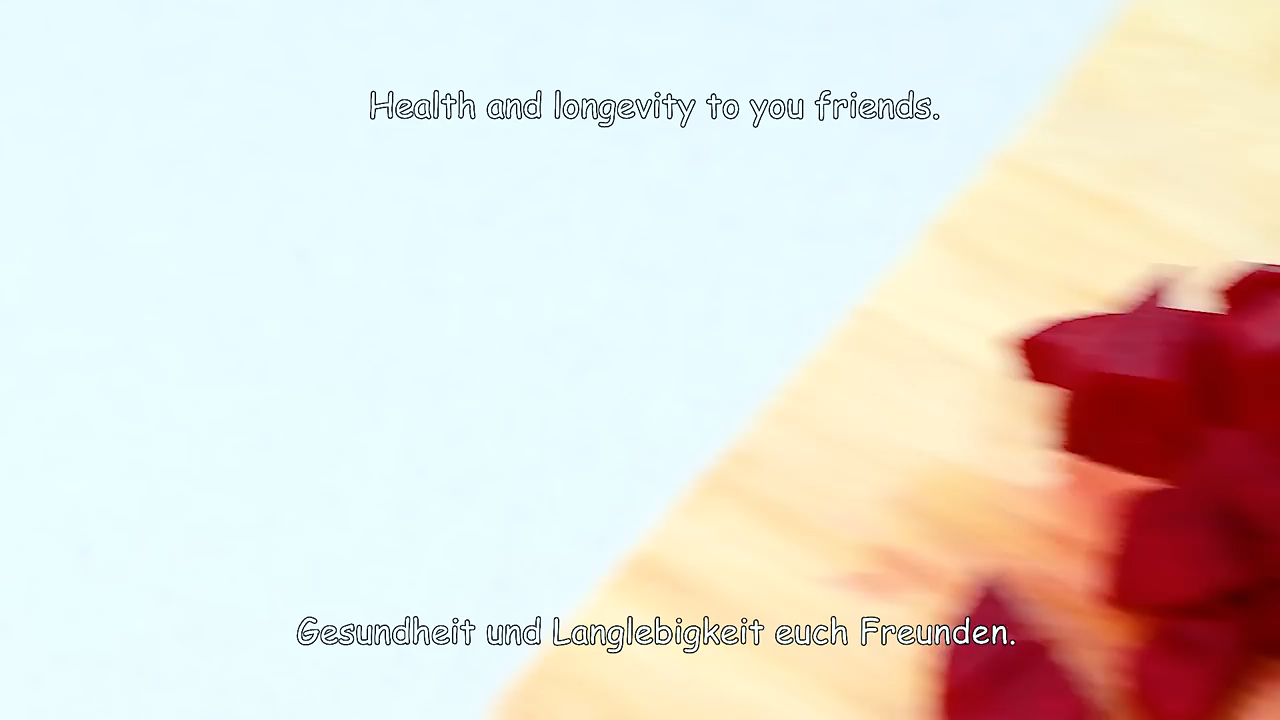 Health and longevity to you friends.
Gesundheit und Langlebigkeit euch Freunden.